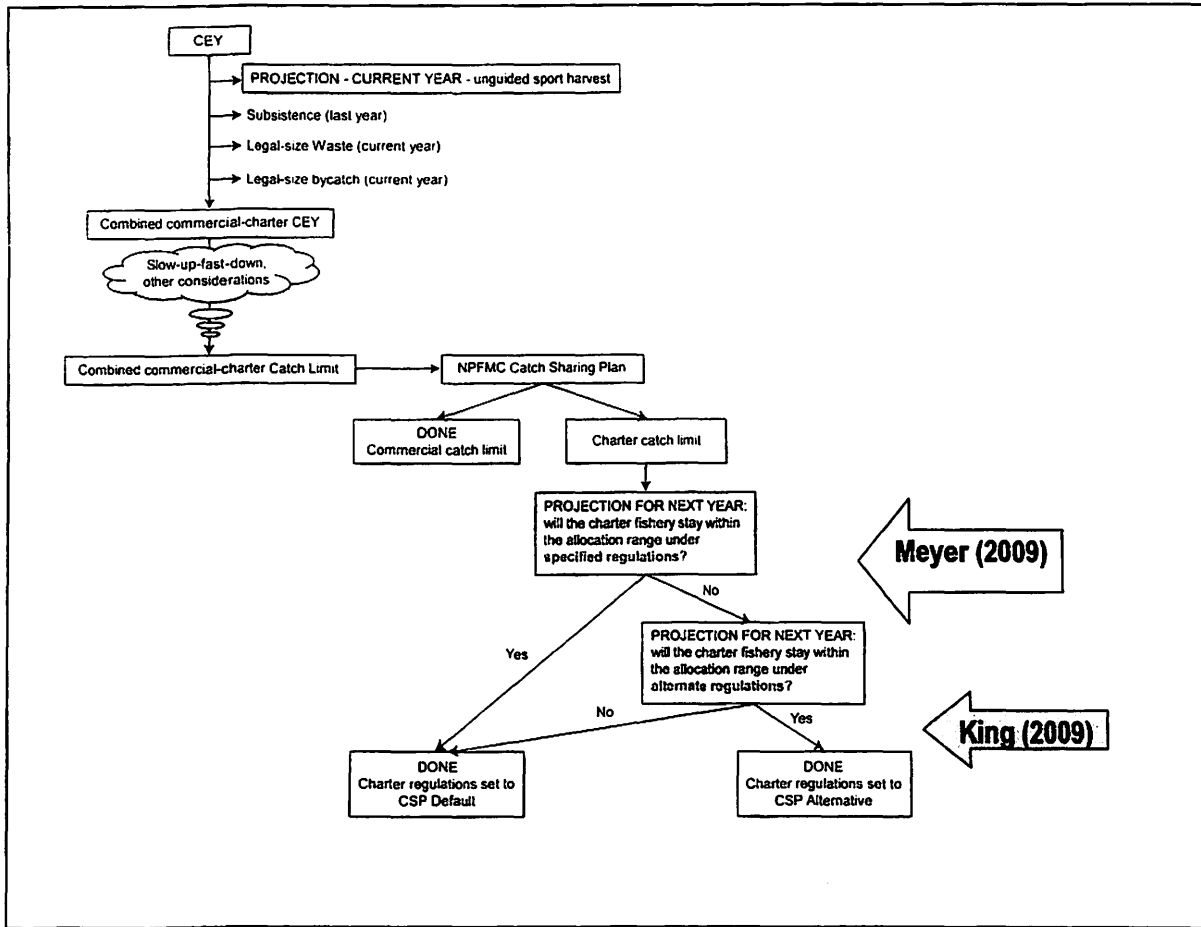 CEY
PROJECTION - CURRENT YEAR - unguided sport harvest
Subsistence (last year)
Legal-size Waste (current year)
Legal-size bycatch (current year)
Combined commercial-charter CEY
Slow-up-fast-down,
other considerations
Combined commercial-charter Catch Limit
NPFMC Catch Sharing Plan
DONE
Commercial catch limit
Charter catch limit
PROJECTION FOR NEXT YEAR:
will the charter fishery stay within
the allocation range under
specified regulations?
Meyer (2009)
No
Yes
PROJECTION FOR NEXT YEAR:
will the charter fishery stay within
the allocation range under
alternate regulations?
No
Yes
King (2009)
DONE
Charter regulations set to
CSP Default
DONE
Charter regulations set to
CSP Alternative